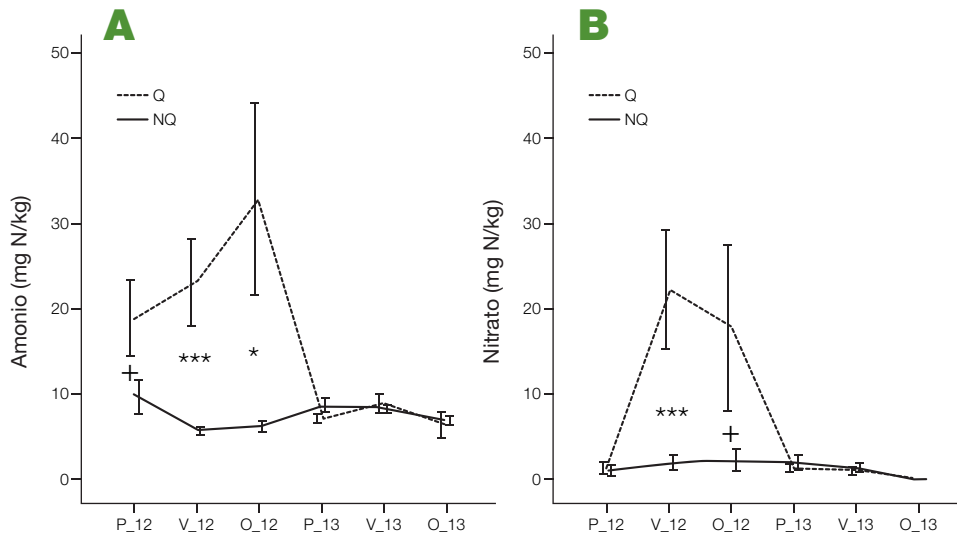 A
50
40
30
20
10
0
Amonio (mg N/kg)
Q
NQ
+
***
*
P_12 V_12 O_12 P_13 V_13 O_13
B
50
40
30
20
10
0
Nitrato (mg N/kg)
Q
NQ
***
+
P_12 V_12 O_12 P_13 V_13 O_13